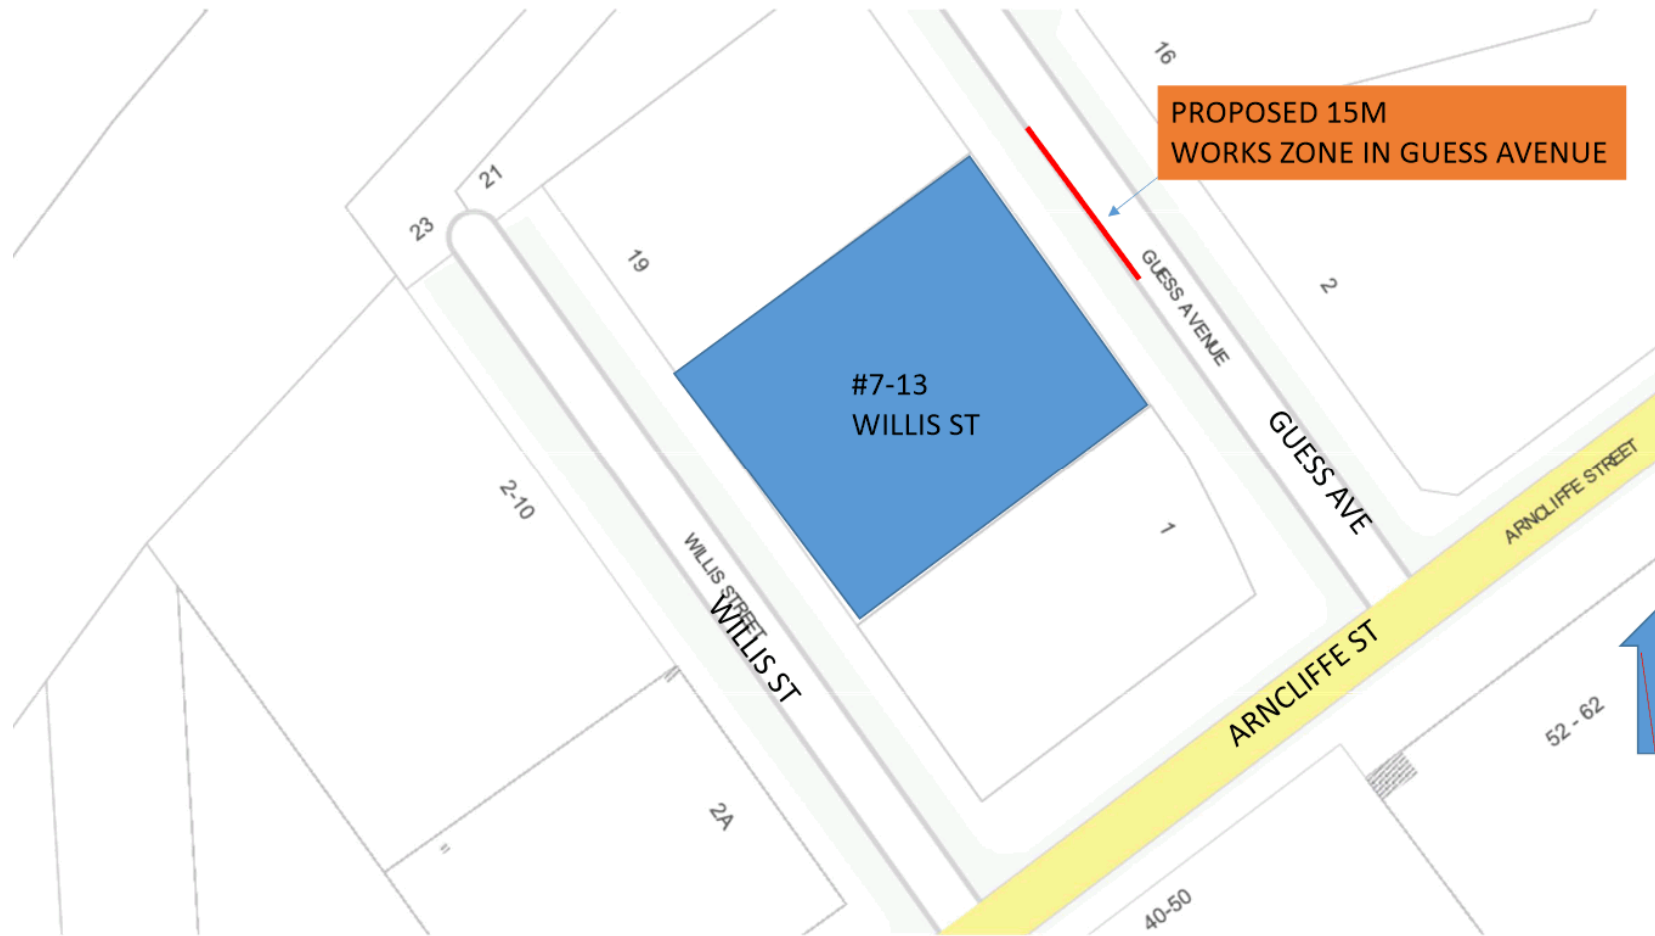 16
PROPOSED 15M
WORKS ZONE IN GUESS AVENUE
21
23
19
2
GUESS AVENUE
#7-13
WILLIS ST
GUESS AVE
ARNCLIFFE STREET
2-10
1
WILLIS STREET
WILLIS ST
ARNCLIFFE ST
52 - 62
2A
40-50